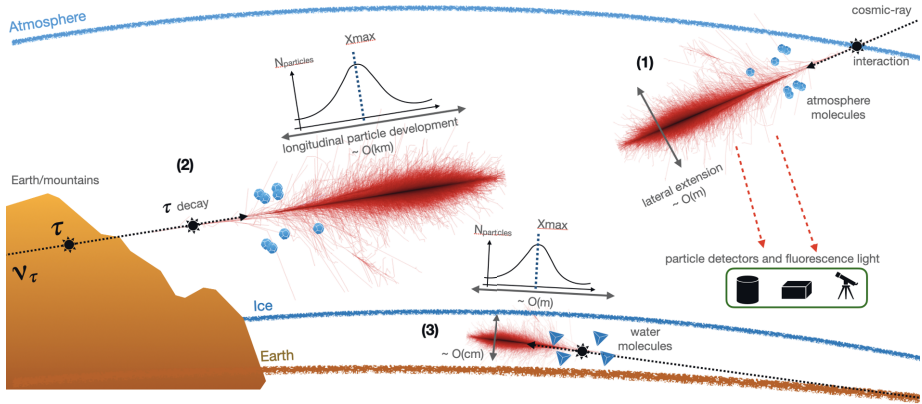 Atmosphere
cosmic-ray
interaction
(1)
atmosphere
molecules
Xmax
Nparticles
longitudinal particle development
~ O(km)
lateral extension
~ O(m)
(2)
Earth/mountains
τ decay
τ
ντ
particle detectors and fluorescence light
Xmax
Nparticles
~ O(m)
Ice
(3)
water
molecules
~ O(cm)
Earth